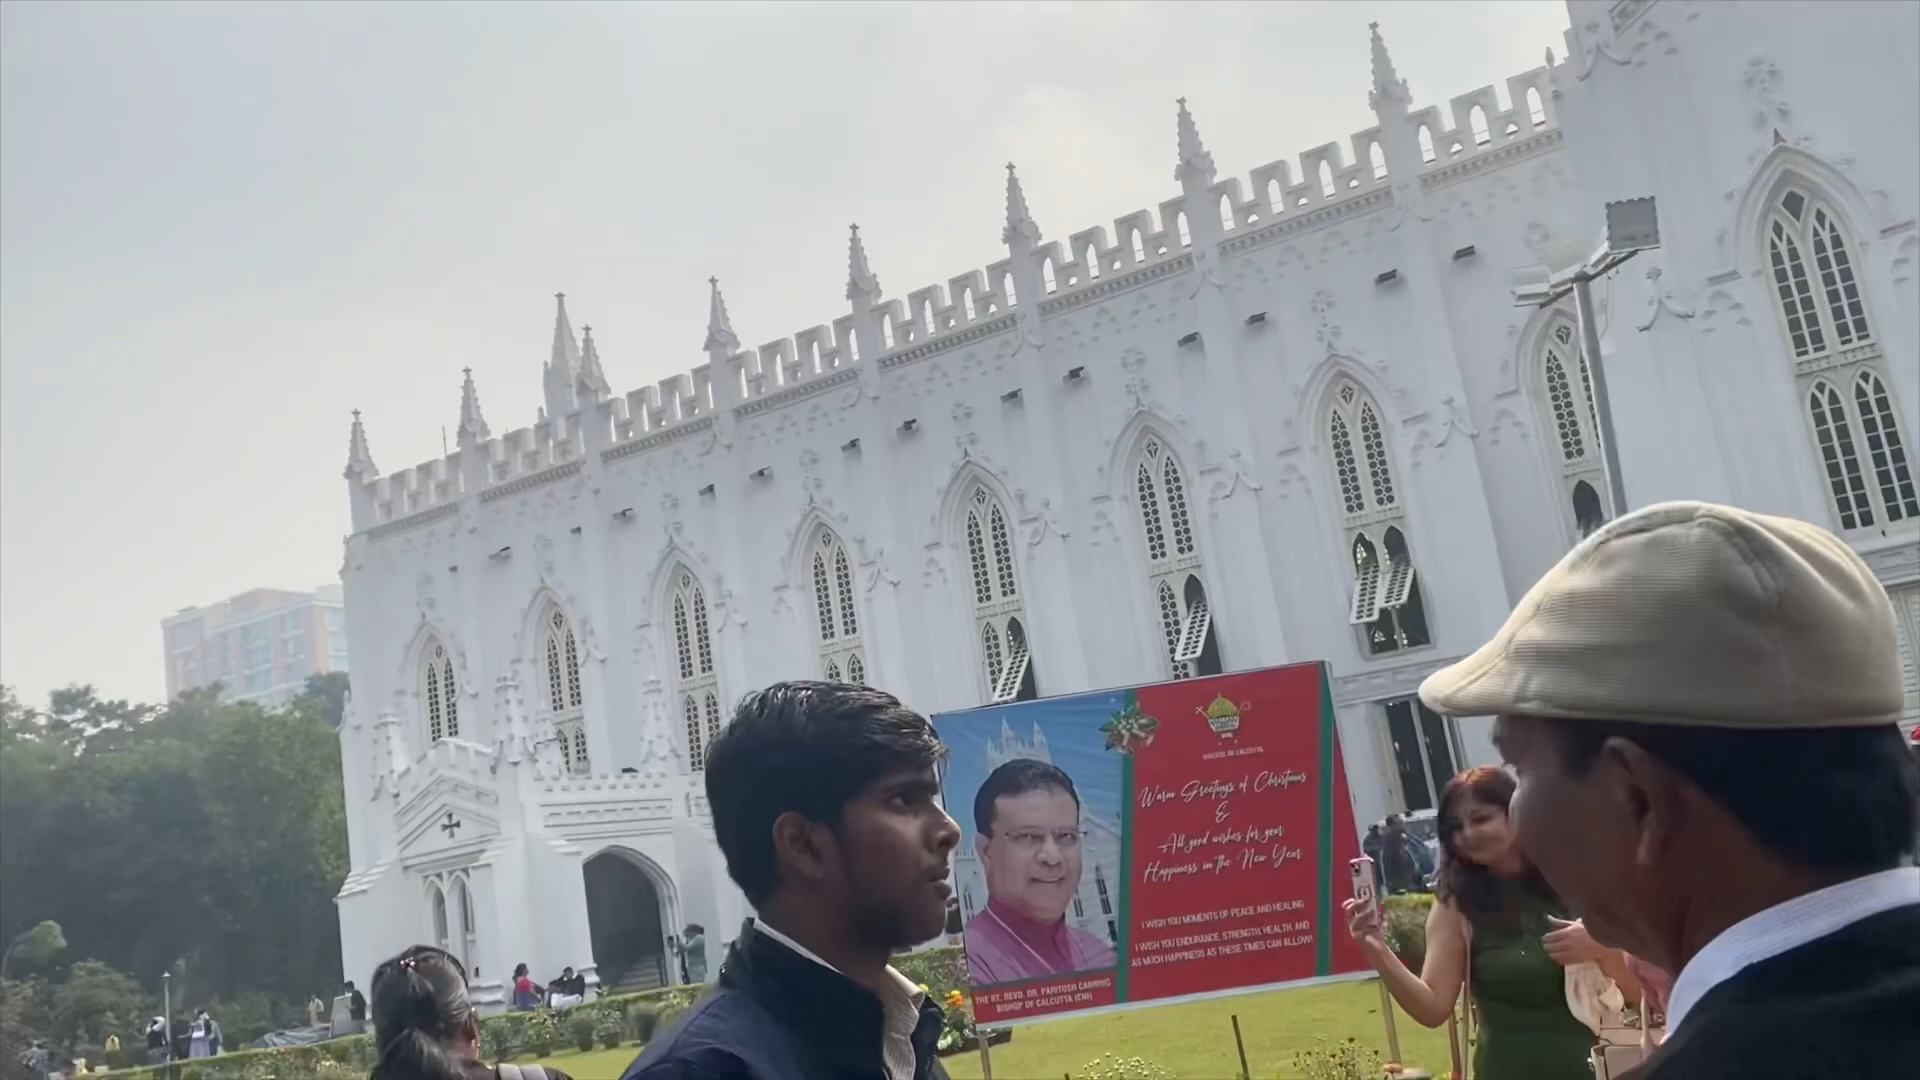 DIOCESE OF CALCUTTA
Warm Greetings of Christmas
&
All good wishes for your
Happiness in the New Year
I WISH YOU MOMENTS OF PEACE AND HEALING
I WISH YOU ENDURANCE, STRENGTH, HEALTH, AND
AS MUCH HAPPINESS AS THESE TIMES CAN ALLOW!
THE RT. REVD. DR. PARITOSH CANNING
BISHOP OF CALCUTTA (CNI)